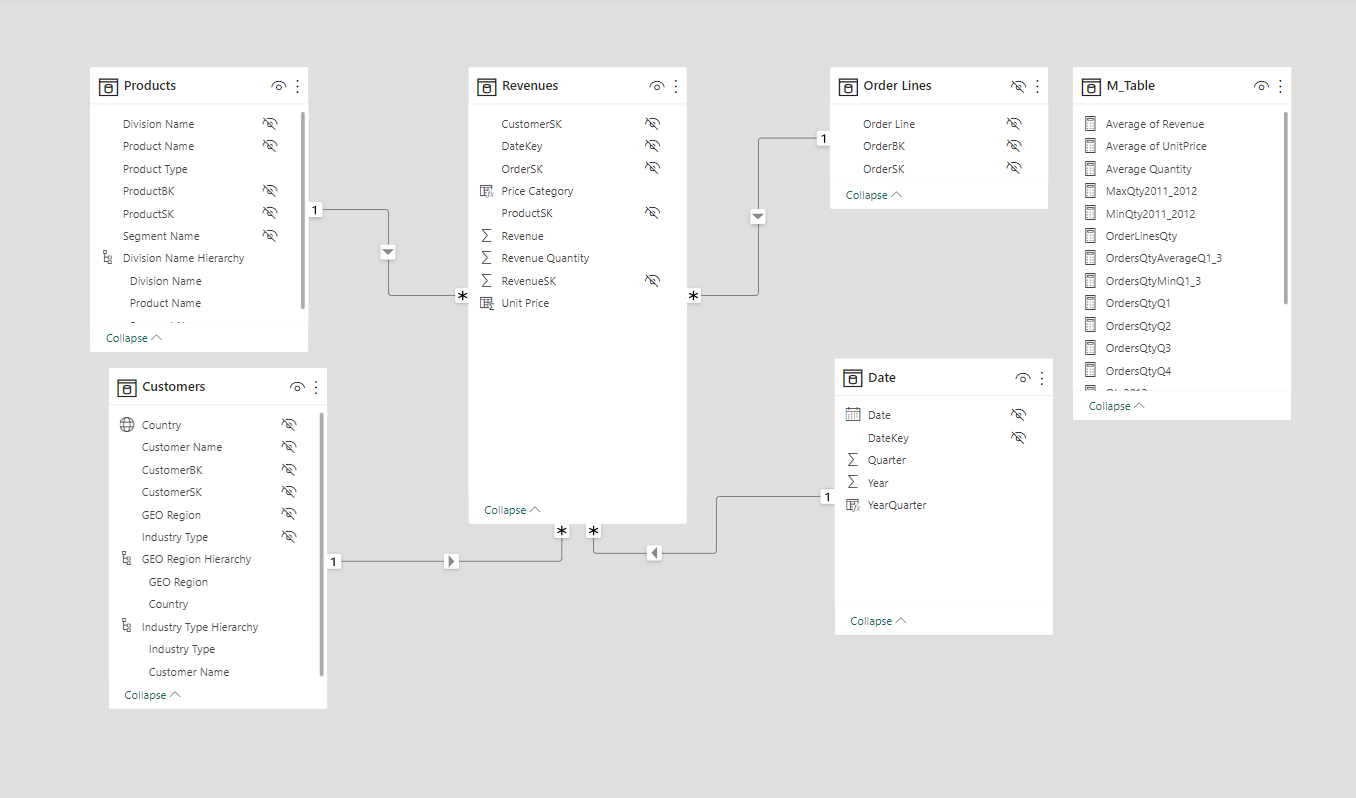 Products
Division Name
Product Name
Product Type
ProductBK
ProductSK
Segment Name
Division Name Hierarchy
Division Name
Product Name
Collapse
1
*
Revenues
CustomerSK
DateKey
OrderSK
Price Category
ProductSK
Revenue
Revenue Quantity
RevenueSK
Unit Price
Collapse
*
*
*
Order Lines
Order Line
OrderBK
OrderSK
Collapse
1
M_Table
Average of Revenue
Average of UnitPrice
Average Quantity
MaxQty2011_2012
MinQty2011_2012
OrderLinesQty
OrdersQtyAverageQ1_3
OrdersQtyMinQ1_3
OrdersQtyQ1
OrdersQtyQ2
OrdersQtyQ3
OrdersQtyQ4
Collapse
Customers
Country
Customer Name
CustomerBK
CustomerSK
GEO Region
Industry Type
GEO Region Hierarchy
GEO Region
Country
Industry Type Hierarchy
Industry Type
Customer Name
Collapse
1
Date
Date
DateKey
Quarter
Year
YearQuarter
Collapse
1